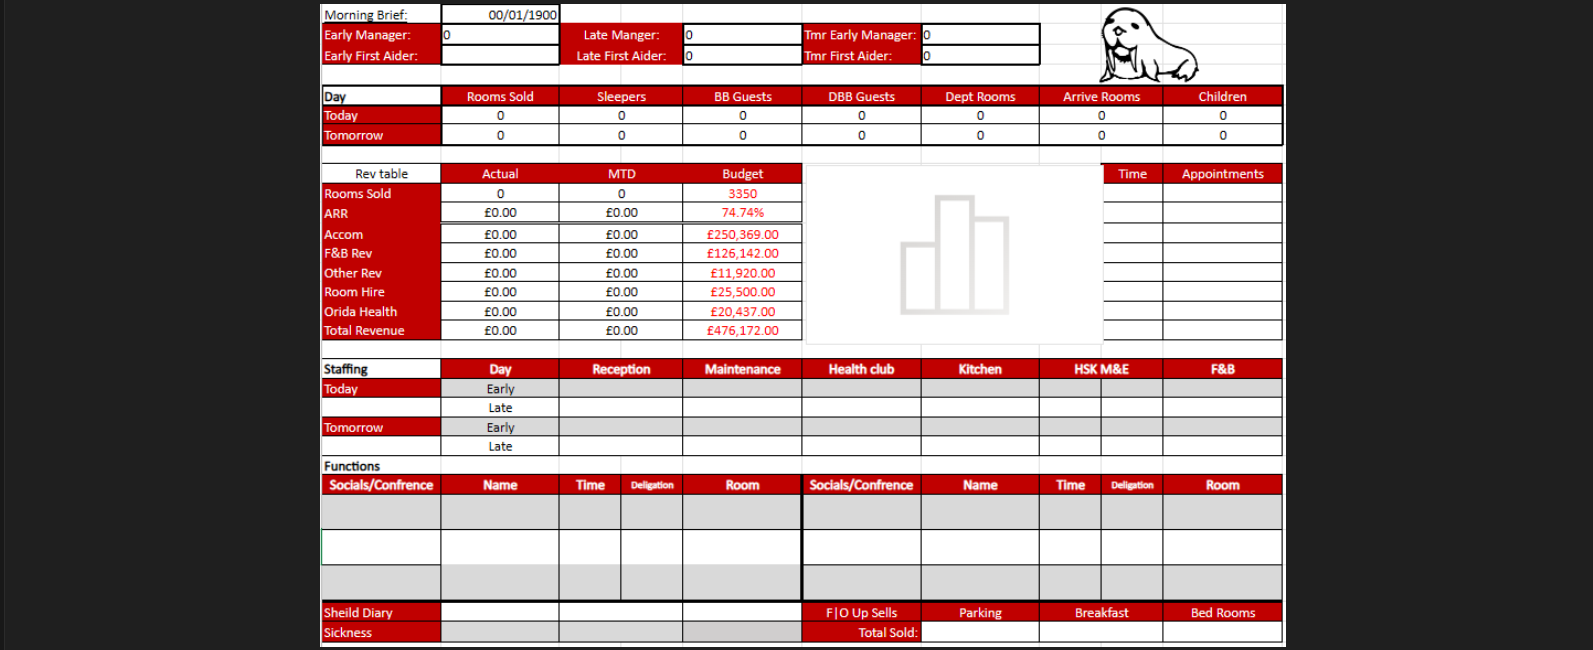 Morning Brief: 00/01/1900
Early Manager: 0 Late Manger: 0 Tmr Early Manager: 0
Early First Aider: Late First Aider: 0 Tmr First Aider: 0
Day Rooms Sold Sleepers BB Guests DBB Guests Dept Rooms Arrive Rooms Children
Today 0 0 0 0 0 0 0
Tomorrow 0 0 0 0 0 0 0
Rev table Actual MTD Budget Time Appointments
Rooms Sold 0 0 3350
ARR £0.00 £0.00 74.74%
Accom £0.00 £0.00 £250,369.00
F&B Rev £0.00 £0.00 £126,142.00
Other Rev £0.00 £0.00 £11,920.00
Room Hire £0.00 £0.00 £25,500.00
Orida Health £0.00 £0.00 £20,437.00
Total Revenue £0.00 £0.00 £476,172.00
Staffing Day Reception Maintenance Health club Kitchen HSK M&E F&B
Today Early
Late
Tomorrow Early
Late
Functions
Socials/Confrence Name Time Deligation Room Socials/Confrence Name Time Deligation Room
Sheild Diary F|O Up Sells Parking Breakfast Bed Rooms
Sickness Total Sold: